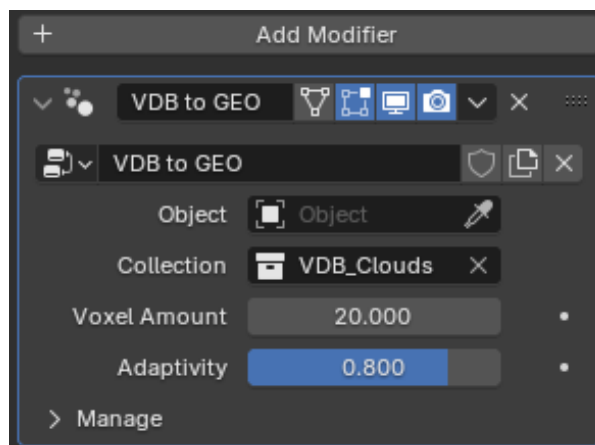 Add Modifier
VDB to GEO
VDB to GEO
Object Object
Collection VDB_Clouds
Voxel Amount 20.000
Adaptivity 0.800
Manage